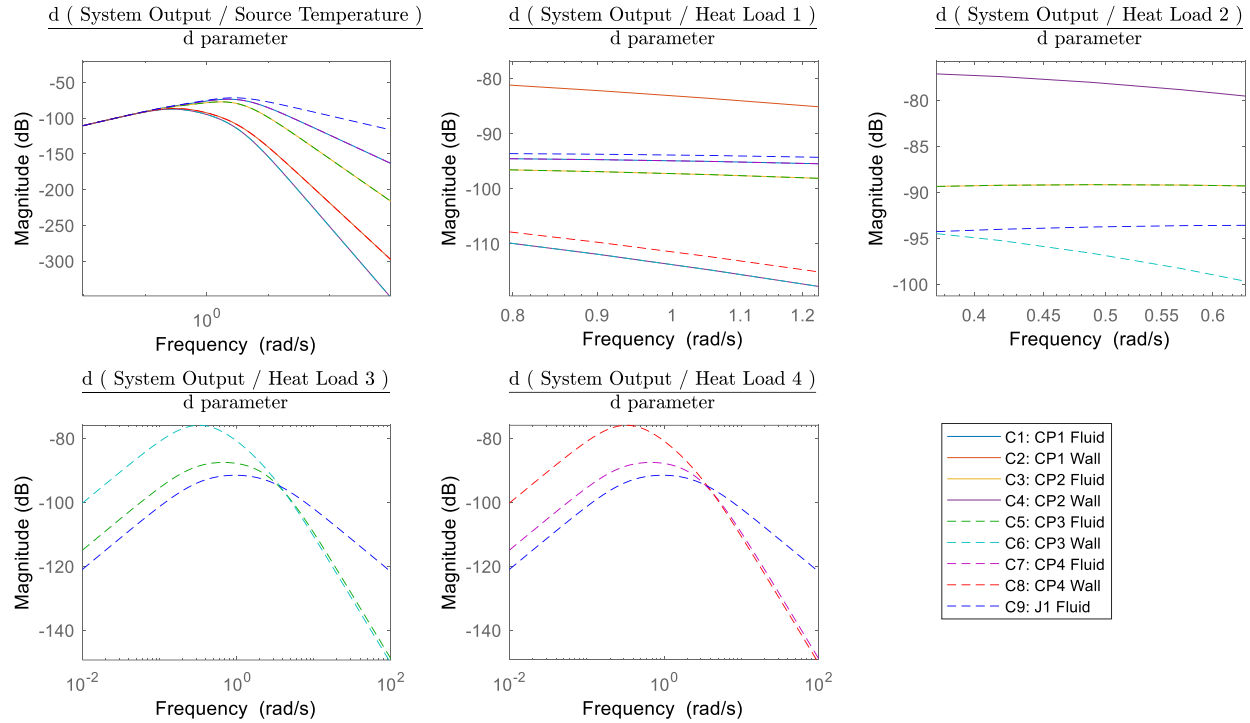 d ( System Output / Source Temperature )
d parameter
d ( System Output / Heat Load 1 )
d parameter
d ( System Output / Heat Load 2 )
d parameter
Magnitude (dB)
-50
-100
-150
-200
-250
-300
10^0
Frequency (rad/s)
Magnitude (dB)
-80
-90
-100
-110
0.8
0.9
1
1.1
1.2
Frequency (rad/s)
Magnitude (dB)
-80
-85
-90
-95
-100
0.4
0.45
0.5
0.55
0.6
Frequency (rad/s)
d ( System Output / Heat Load 3 )
d parameter
d ( System Output / Heat Load 4 )
d parameter
Magnitude (dB)
-80
-100
-120
-140
10^-2
10^0
10^2
Frequency (rad/s)
Magnitude (dB)
-80
-100
-120
-140
10^-2
10^0
10^2
Frequency (rad/s)
C1: CP1 Fluid
C2: CP1 Wall
C3: CP2 Fluid
C4: CP2 Wall
C5: CP3 Fluid
C6: CP3 Wall
C7: CP4 Fluid
C8: CP4 Wall
C9: J1 Fluid